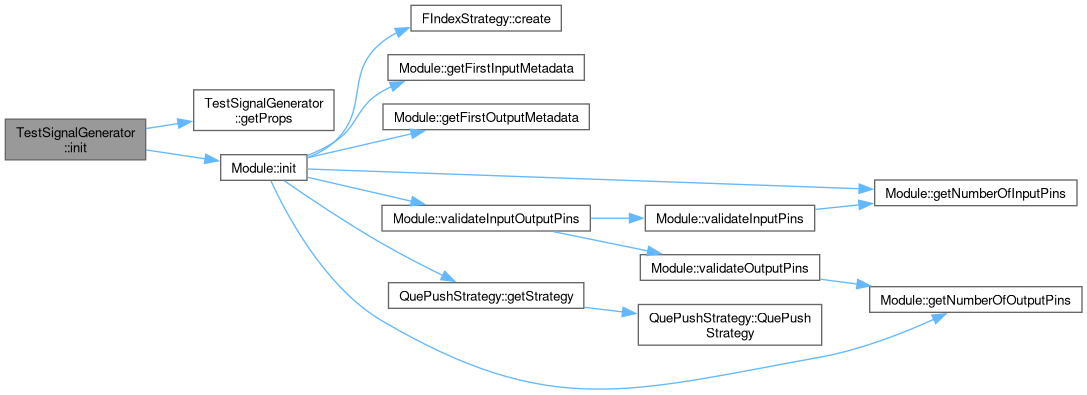 TestSignalGenerator
::init
TestSignalGenerator
::getProps
Module::init
FIndexStrategy::create
Module::getFirstInputMetadata
Module::getFirstOutputMetadata
Module::validateInputOutputPins
QuePushStrategy::getStrategy
Module::validateInputPins
Module::validateOutputPins
QuePushStrategy::QuePush
Strategy
Module::getNumberOfInputPins
Module::getNumberOfOutputPins